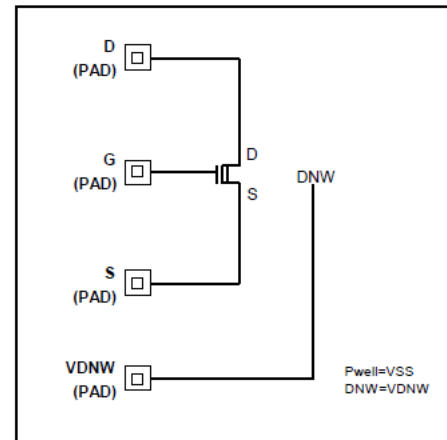 D
(PAD)
G
(PAD)
D
S
DNW
S
(PAD)
VDNW
(PAD)
Pwell=VSS
DNW=VDNW